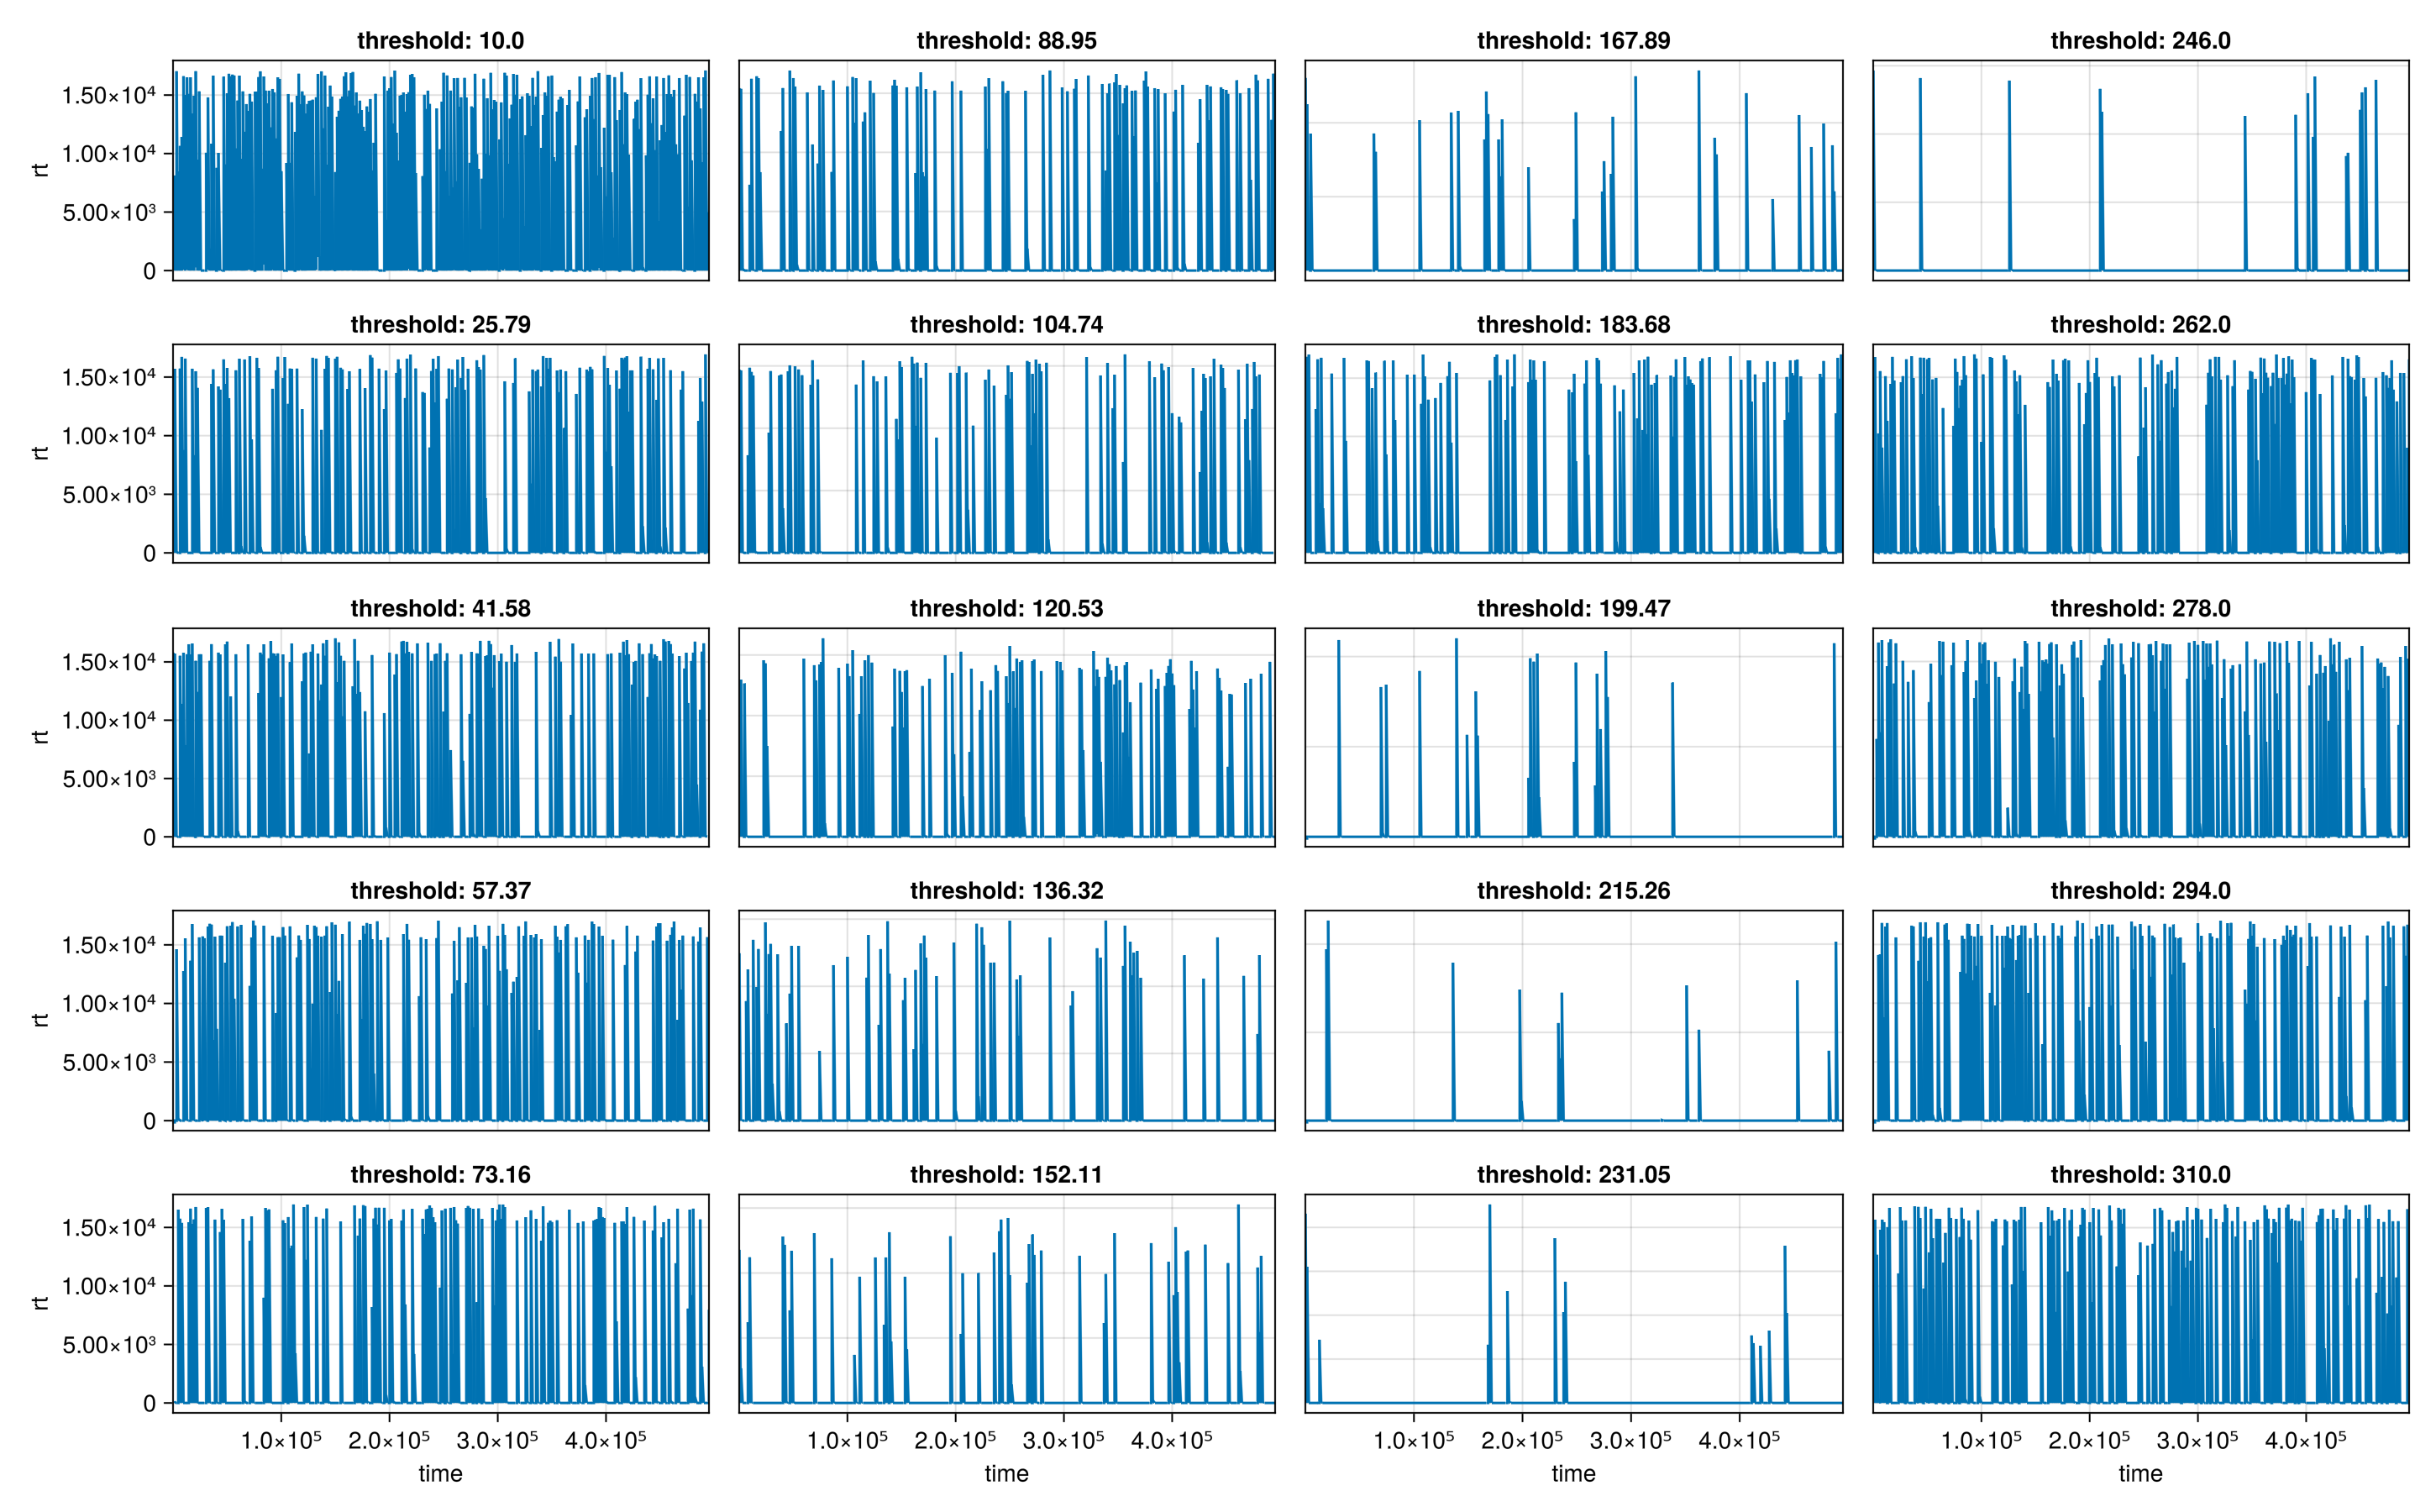 threshold: 10.0
threshold: 88.95
threshold: 167.89
threshold: 246.0
rt
1.50×10⁴
1.00×10⁴
5.00×10³
0
threshold: 25.79
threshold: 104.74
threshold: 183.68
threshold: 262.0
rt
1.50×10⁴
1.00×10⁴
5.00×10³
0
threshold: 41.58
threshold: 120.53
threshold: 199.47
threshold: 278.0
rt
1.50×10⁴
1.00×10⁴
5.00×10³
0
threshold: 57.37
threshold: 136.32
threshold: 215.26
threshold: 294.0
rt
1.50×10⁴
1.00×10⁴
5.00×10³
0
threshold: 73.16
threshold: 152.11
threshold: 231.05
threshold: 310.0
rt
1.50×10⁴
1.00×10⁴
5.00×10³
0
1.0×10⁵ 2.0×10⁵ 3.0×10⁵ 4.0×10⁵
1.0×10⁵ 2.0×10⁵ 3.0×10⁵ 4.0×10⁵
1.0×10⁵ 2.0×10⁵ 3.0×10⁵ 4.0×10⁵
1.0×10⁵ 2.0×10⁵ 3.0×10⁵ 4.0×10⁵
time
time
time
time